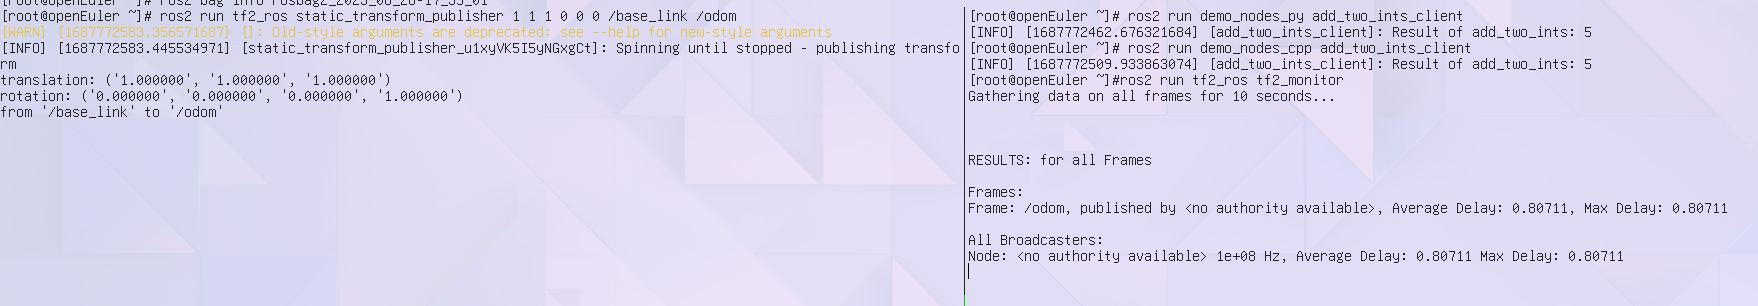 [root@openEuler ~]# ros2 bag info rosbag2_2023_06_26-17_33_01
[root@openEuler ~]# ros2 run tf2_ros static_transform_publisher 1 1 1 0 0 0 /base_link /odom
[WARN] [1687772583.356571687] []: Old-style arguments are deprecated; see --help for new-style arguments
[INFO] [1687772583.445534971] [static_transform_publisher_u1xyVK5I5yNGxgCt]: Spinning until stopped - publishing transfo
rm
translation: ('1.000000', '1.000000', '1.000000')
rotation: ('0.000000', '0.000000', '0.000000', '1.000000')
from '/base_link' to '/odom'
[root@openEuler ~]# ros2 run demo_nodes_py add_two_ints_client
[INFO] [1687772462.676321684] [add_two_ints_client]: Result of add_two_ints: 5
[root@openEuler ~]# ros2 run demo_nodes_cpp add_two_ints_client
[INFO] [1687772509.933863074] [add_two_ints_client]: Result of add_two_ints: 5
[root@openEuler ~]#ros2 run tf2_ros tf2_monitor
Gathering data on all frames for 10 seconds...
RESULTS: for all Frames
Frames:
Frame: /odom, published by <no authority available>, Average Delay: 0.80711, Max Delay: 0.80711
All Broadcasters:
Node: <no authority available> 1e+08 Hz, Average Delay: 0.80711 Max Delay: 0.80711